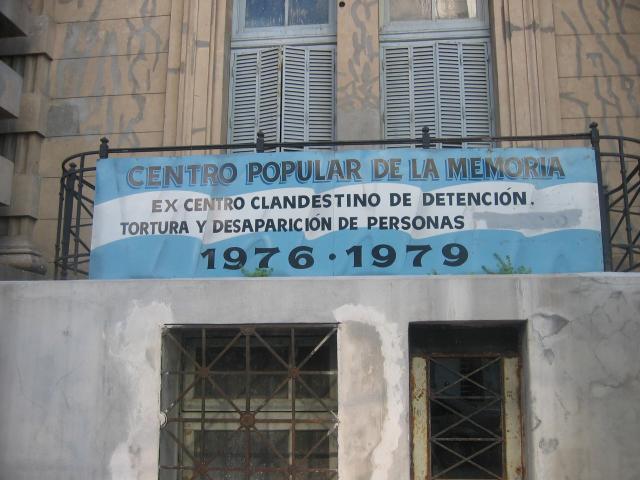 CENTRO POPULAR DE LA MEMORIA
EX CENTRO CLANDESTINO DE DETENCIÓN.
TORTURA Y DESAPARICIÓN DE PERSONAS
1976 · 1979